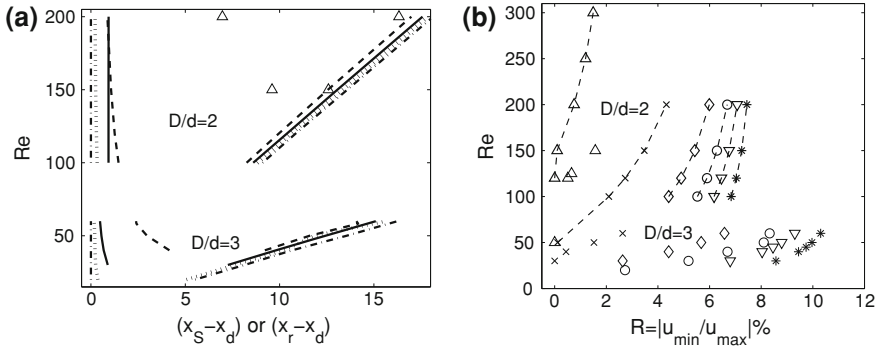 (a)
200
150
100
50
Re
D/d=2
D/d=3
0
5
10
15
(x_S−x_d) or (x_r−x_d)
(b)
300
250
200
150
100
50
0
Re
D/d=2
D/d=3
0
2
4
6
8
10
12
R=|u_min/u_max|%